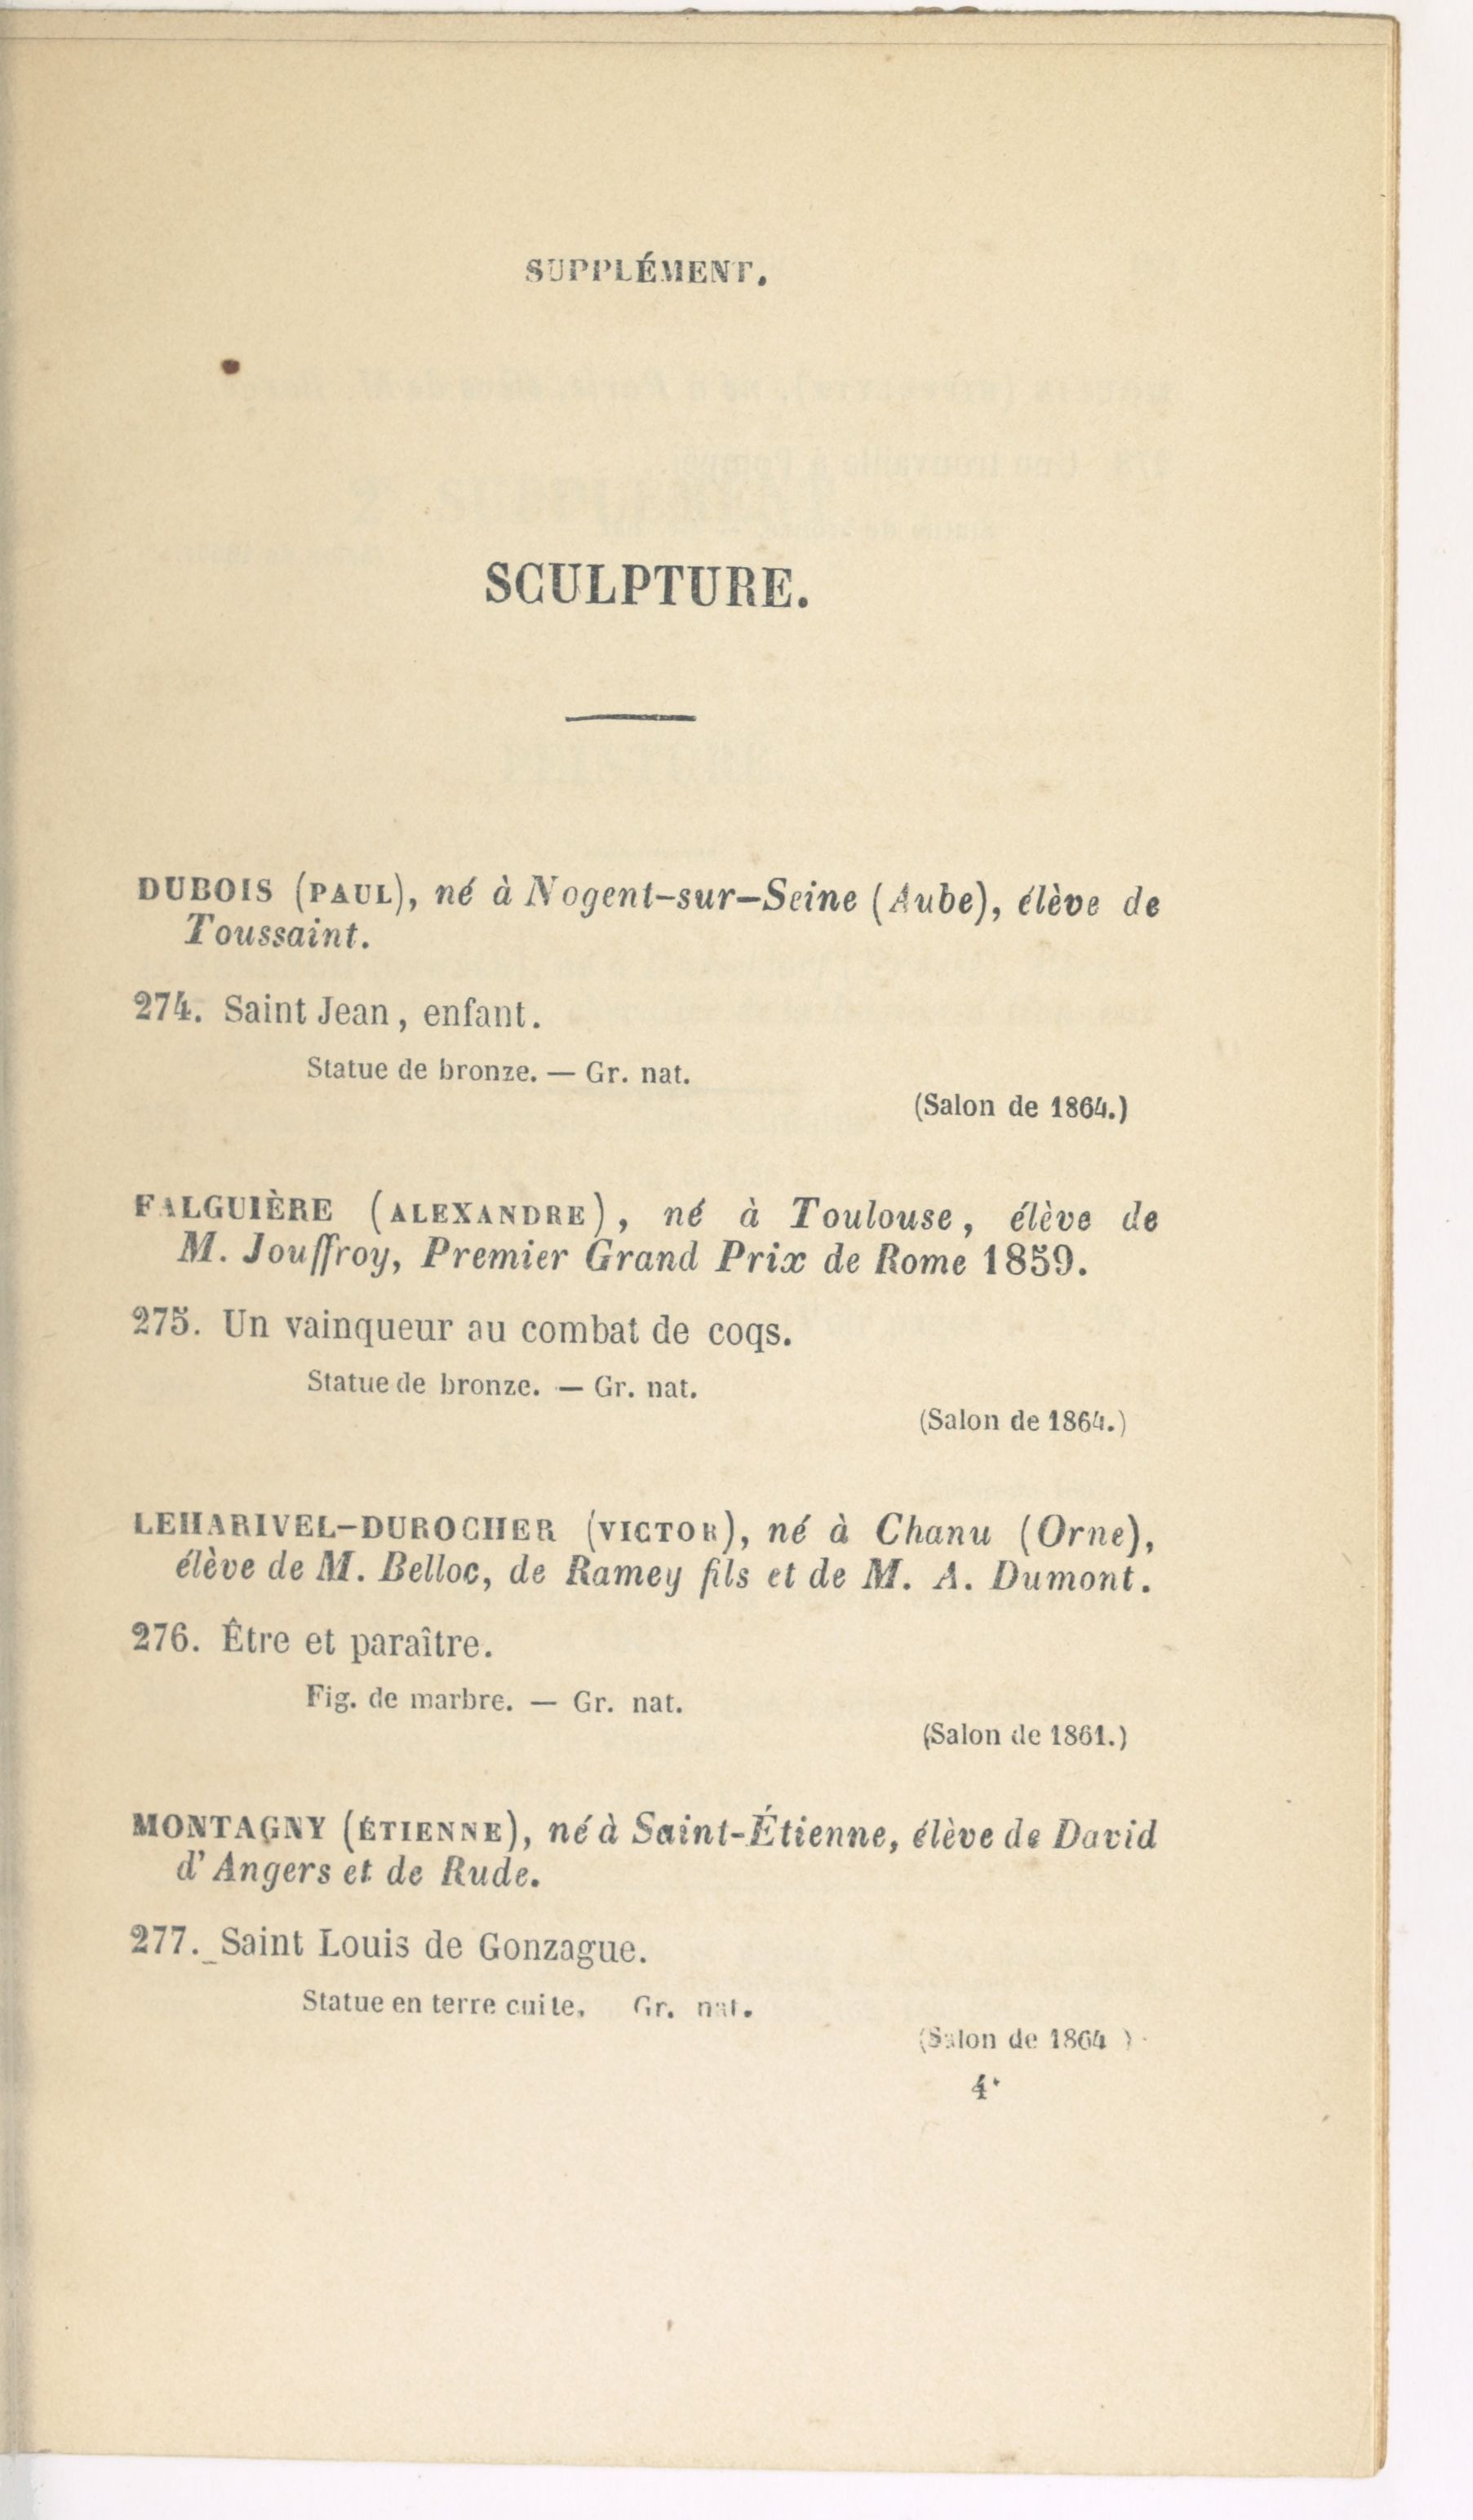 SUPPLÉMENT.
SCULPTURE.
DUBOIS (PAUL), né à Nogent-sur-Seine (Aube), élève de
Toussaint.
274. Saint Jean, enfant.
Statue de bronze. — Gr. nat.
(Salon de 1864.)
FALGUIÈRE (ALEXANDRE), né à Toulouse, élève de
M. Jouffroy, Premier Grand Prix de Rome 1859.
275. Un vainqueur au combat de coqs.
Statue de bronze. — Gr. nat.
(Salon de 1864.)
LEHARIVEL-DUROCHER (VICTOR), né à Chanu (Orne),
élève de M. Belloc, de Ramey fils et de M. A. Dumont.
276. Être et paraître.
Fig. de marbre. — Gr. nat.
(Salon de 1861.)
MONTAGNY (ÉTIENNE), né à Saint-Étienne, élève de David
d'Angers et de Rude.
277. Saint Louis de Gonzague.
Statue en terre cuite. Gr. nat.
(Salon de 1864 )
4.